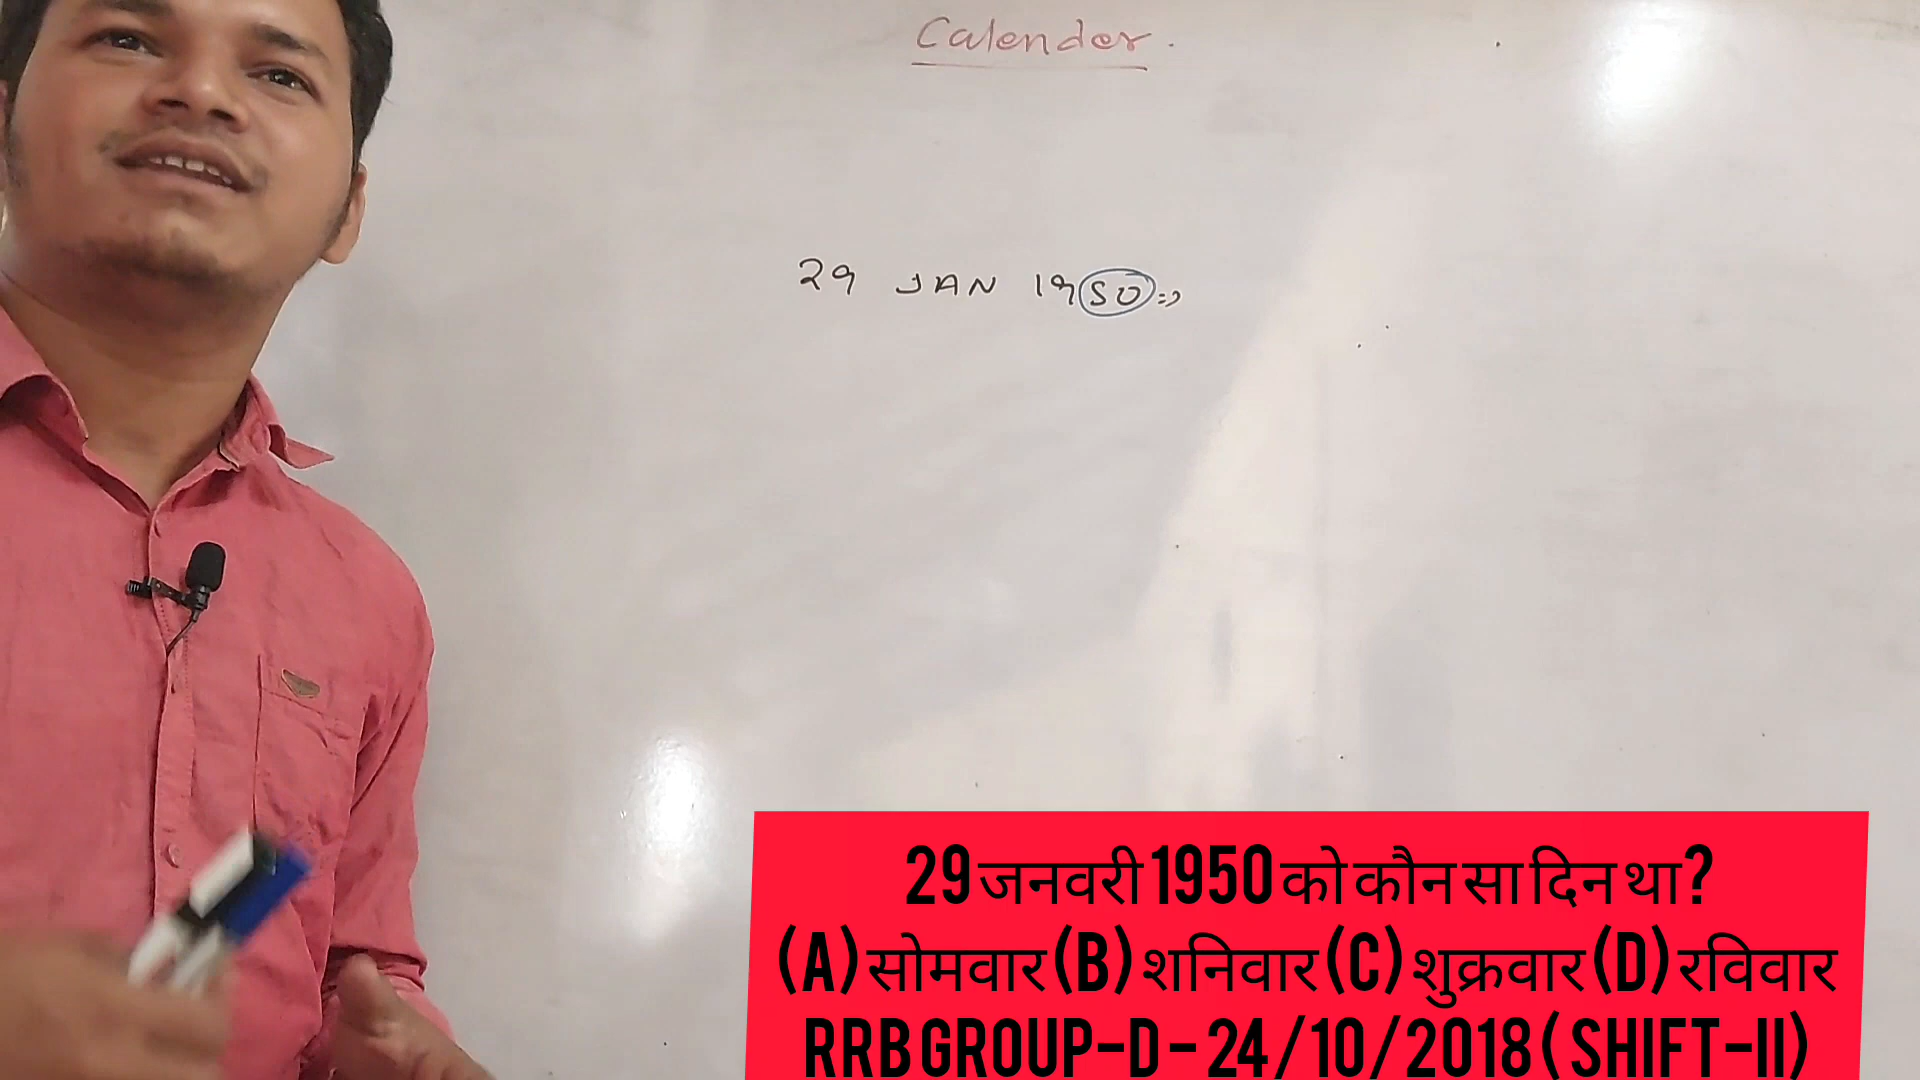 Calender.
29 JAN 1950 =>
29 जनवरी 1950 को कौन सा दिन था?
(A) सोमवार (B) शनिवार (C) शुक्रवार (D) रविवार
RRB GROUP-D - 24/10/2018 ( SHIFT-II)